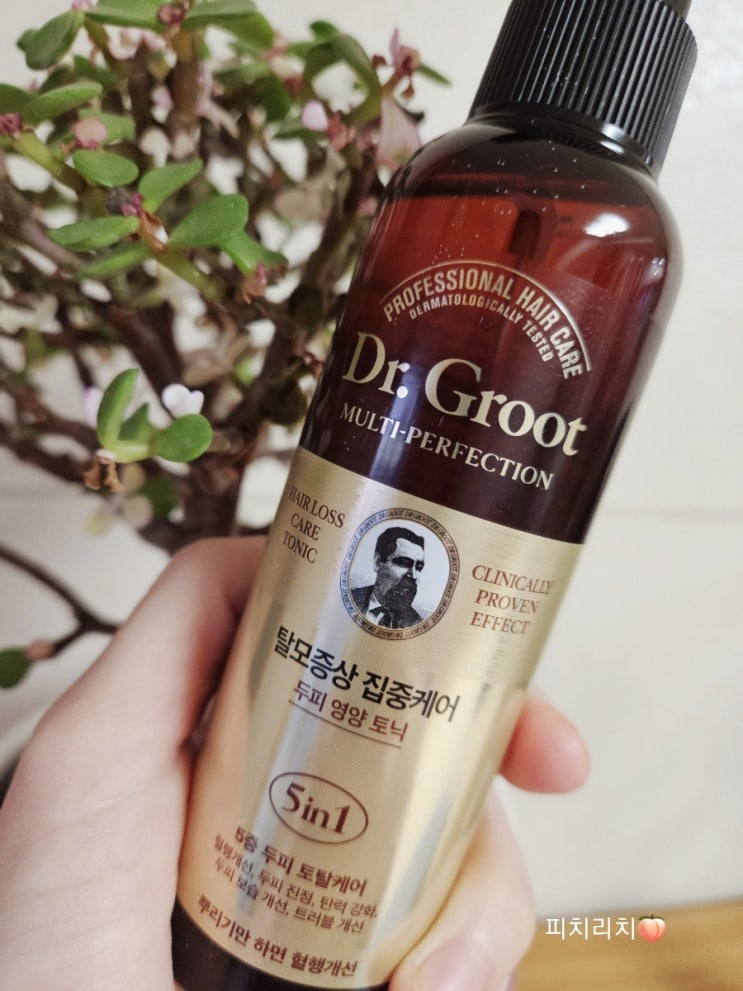 PROFESSIONAL HAIR CARE
DERMATOLOGICALLY TESTED
Dr. Groot
MULTI-PERFECTION
HAIR LOSS
CARE
TONIC
CLINICALLY
PROVEN
EFFECT
탈모증상 집중케어
두피 영양 토닉
5in1
5종 두피 토탈케어
혈행개선, 두피 진정, 탄력 강화,
두피 보습 개선, 트러블 개선
뿌리기만 하면 혈행개선
피치리치🍑